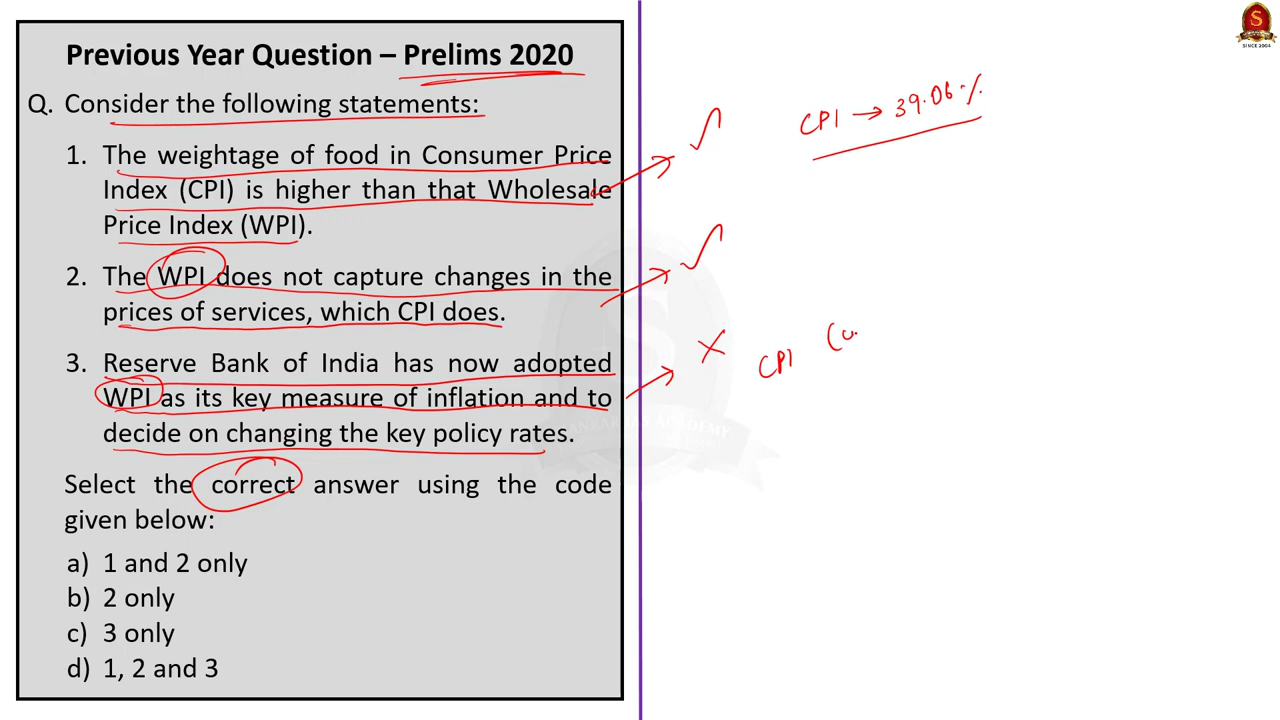 Previous Year Question – Prelims 2020
Q. Consider the following statements:
1. The weightage of food in Consumer Price
Index (CPI) is higher than that Wholesale
Price Index (WPI).
2. The WPI does not capture changes in the
prices of services, which CPI does.
3. Reserve Bank of India has now adopted
WPI as its key measure of inflation and to
decide on changing the key policy rates.
Select the correct answer using the code
given below:
a) 1 and 2 only
b) 2 only
c) 3 only
d) 1, 2 and 3
CPI → 39.06%
CPI
S
SINCE 2004